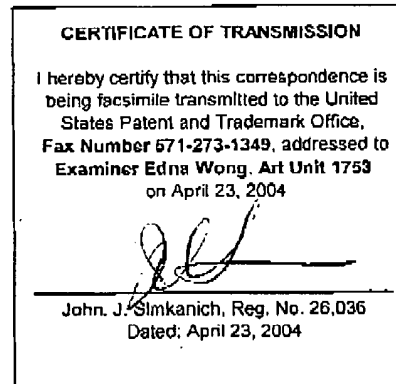 CERTIFICATE OF TRANSMISSION
I hereby certify that this correspondence is
being facsimile transmitted to the United
States Patent and Trademark Office,
Fax Number 571-273-1349, addressed to
Examiner Edna Wong, Art Unit 1753
on April 23, 2004
John. J. Simkanich, Reg. No. 26,036
Dated: April 23, 2004